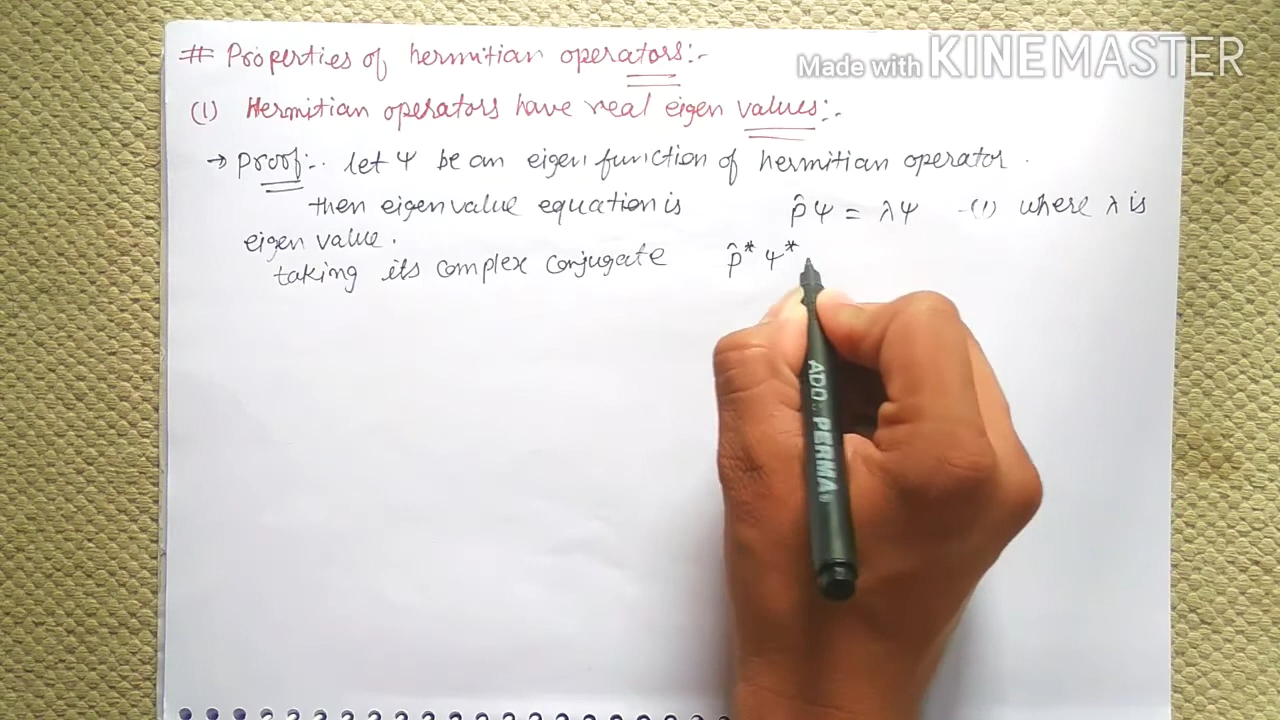 # Properties of hermitian operators:-
Made with KINEMASTER
(1) Hermitian operators have real eigen values:-
→ Proof:- let Ψ be an eigen function of hermitian operator.
then eigen value equation is p̂Ψ = λΨ -(1) where λ is
eigen value.
taking its complex conjugate p̂* Ψ*
ADD PERMA